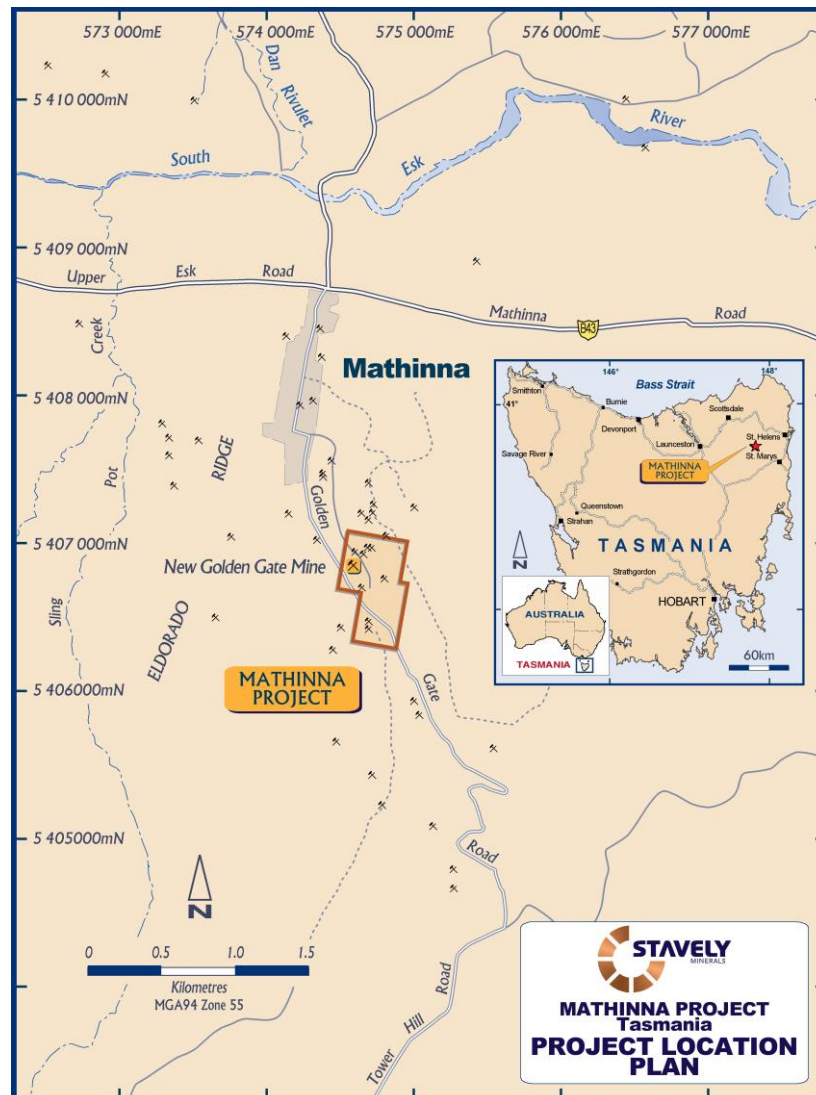 573 000mE
574 000mE
575 000mE
576 000mE
577 000mE
5 410 000mN
Dan
Rivulet
South
Esk
River
5 409 000mN
Upper
Esk
Road
Mathinna
Road
B43
Creek
Mathinna
5 408 000mN
Pot
RIDGE
Golden
5 407 000mN
New Golden Gate Mine
Sling
ELDORADO
MATHINNA
PROJECT
5 406 000mN
Gate
5 405000mN
Road
N
0 0.5 1.0 1.5
Kilometres
MGA94 Zone 55
Road
Hill
Tower
146°
148°
Bass Strait
41°
Smithton
Burnie
Devonport
Scottsdale
Launceston
St. Helens
St. Marys
Savage River
MATHINNA
PROJECT
Queenstown
Strahan
TASMANIA
N
Strathgordon
HOBART
AUSTRALIA
TASMANIA
60km
STAVELY
MINERALS
MATHINNA PROJECT
Tasmania
PROJECT LOCATION
PLAN